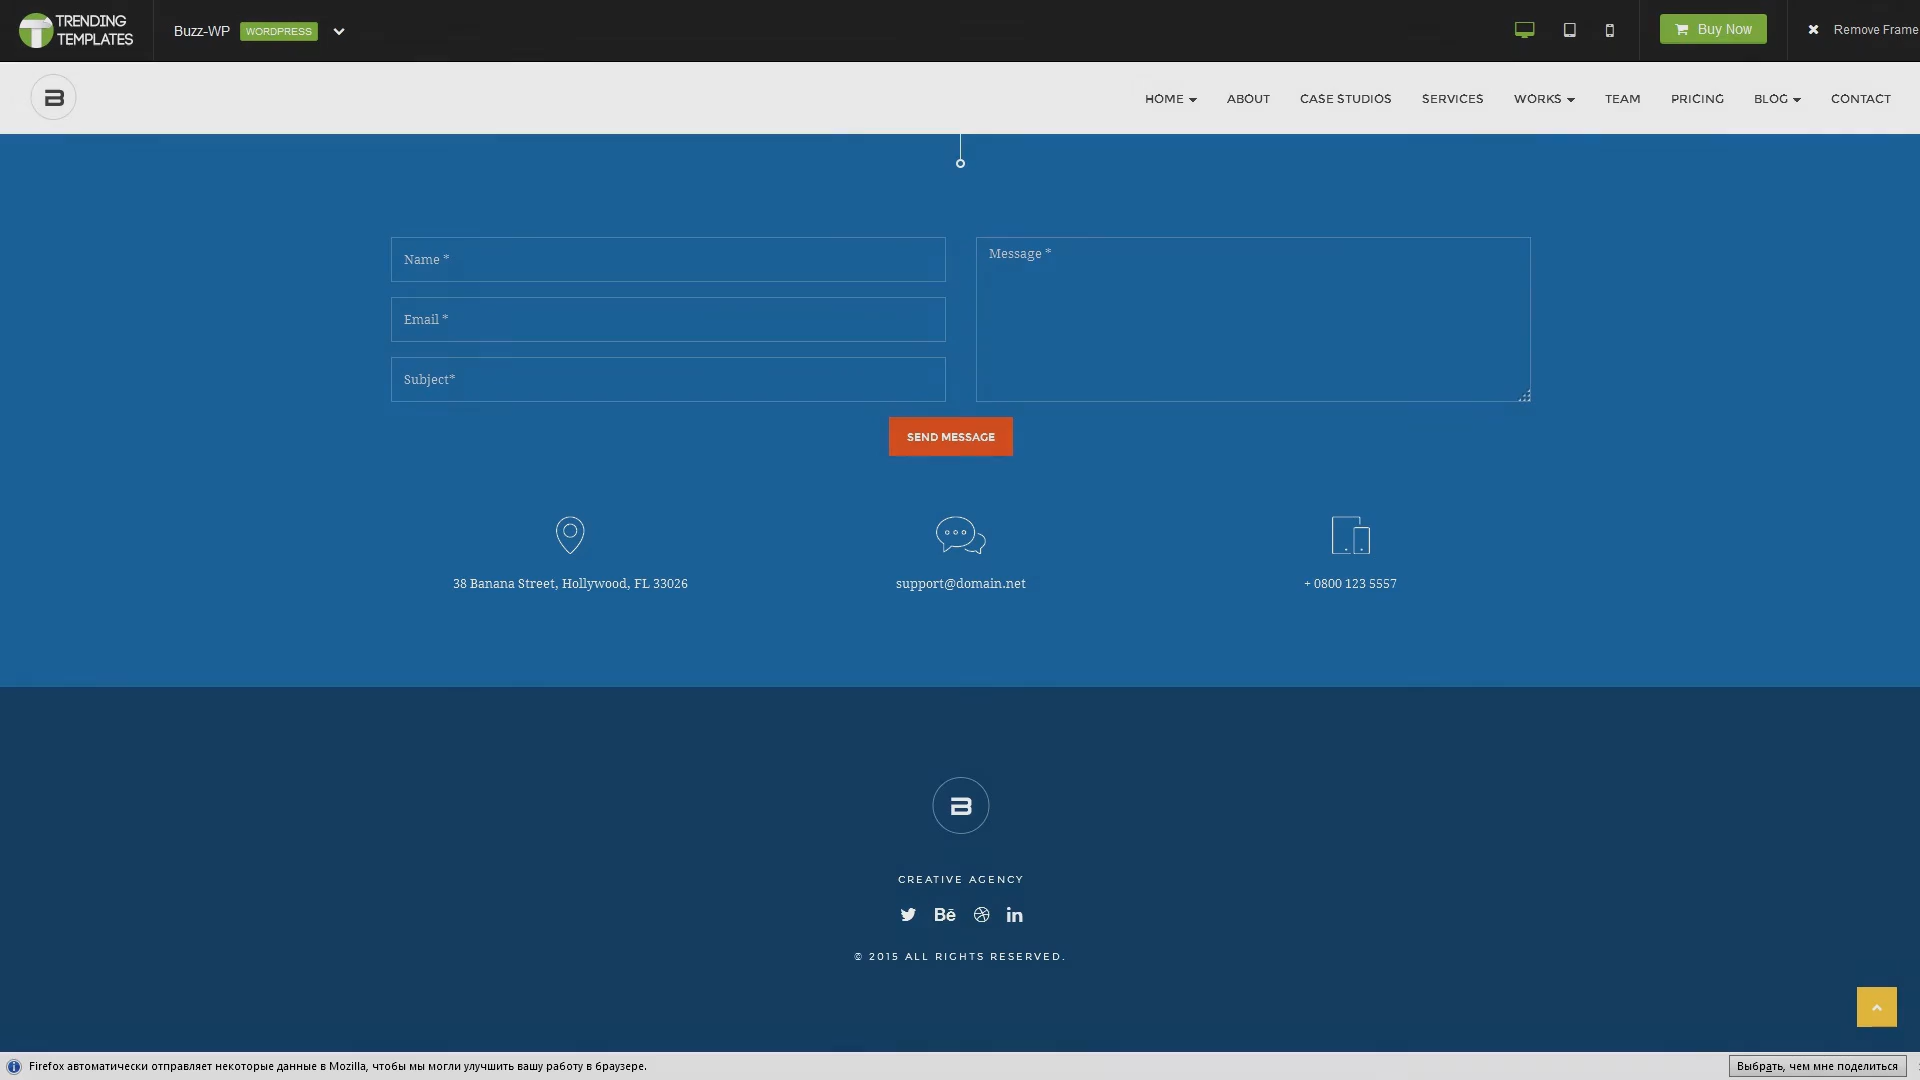 TRENDING
TEMPLATES
Buzz-WP WORDPRESS
Buy Now
Remove Frame
B
HOME ABOUT CASE STUDIOS SERVICES WORKS TEAM PRICING BLOG CONTACT
Name *
Message *
Email *
Subject*
SEND MESSAGE
38 Banana Street, Hollywood, FL 33026
support@domain.net
+ 0800 123 5557
B
CREATIVE AGENCY
Bē in
© 2015 ALL RIGHTS RESERVED.
Firefox автоматически отправляет некоторые данные в Mozilla, чтобы мы могли улучшить вашу работу в браузере.
Выбрать, чем мне поделиться